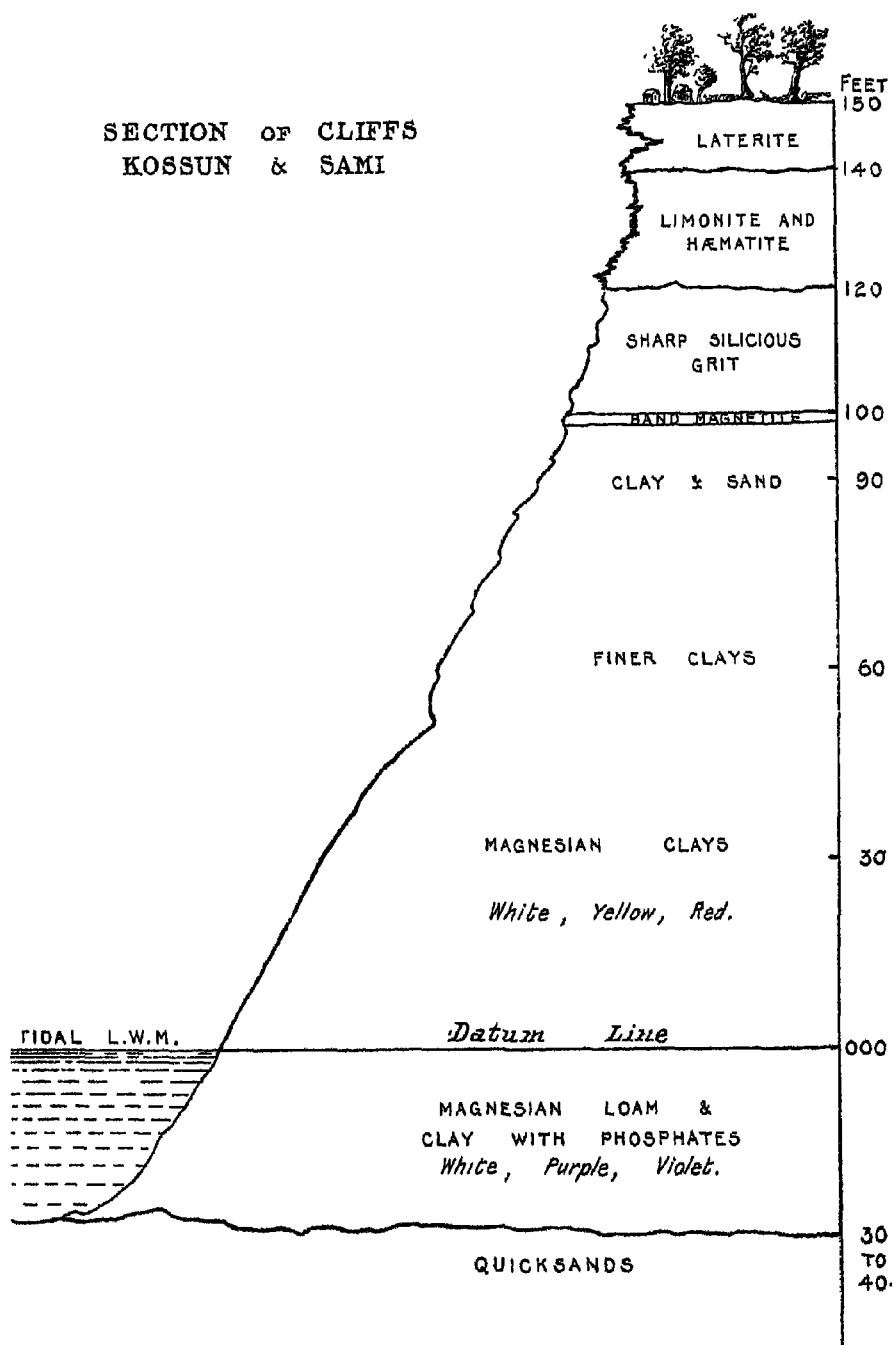 SECTION OF CLIFFS
KOSSUN & SAMI
FEET
150
LATERITE
140
LIMONITE AND
HÆMATITE
120
SHARP SILICIOUS
GRIT
100
BAND MAGNETITE
CLAY & SAND
90
FINER CLAYS
60
MAGNESIAN CLAYS
30
White, Yellow, Red.
TIDAL L.W.M.
Datum Line
000
MAGNESIAN LOAM &
CLAY WITH PHOSPHATES
White, Purple, Violet.
30
TO
40.
QUICKSANDS